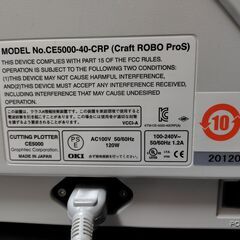 MODEL No.CE5000-40-CRP (Craft ROBO ProS)
THIS DEVICE COMPLIES WITH PART 15 OF THE FCC RULES.
OPERATION IS SUBJECT TO THE FOLLOWING TWO CONDITIONS:
(1) THIS DEVICE MAY NOT CAUSE HARMFUL INTERFERENCE,
AND
(2) THIS DEVICE MUST ACCEPT ANY INTERFERENCE RECEIVED,
INCLUDING INTERFERENCE THAT MAY CAUSE UNDESIRED
OPERATION.
VCCI-A
CUTTING PLOTTER
CE5000
Graphtec Corporation
MADE IN JAPAN
PS
E
AC100V 50/60Hz
120W
OKI
100-240V~
50/60Hz 1.2A
10
20120